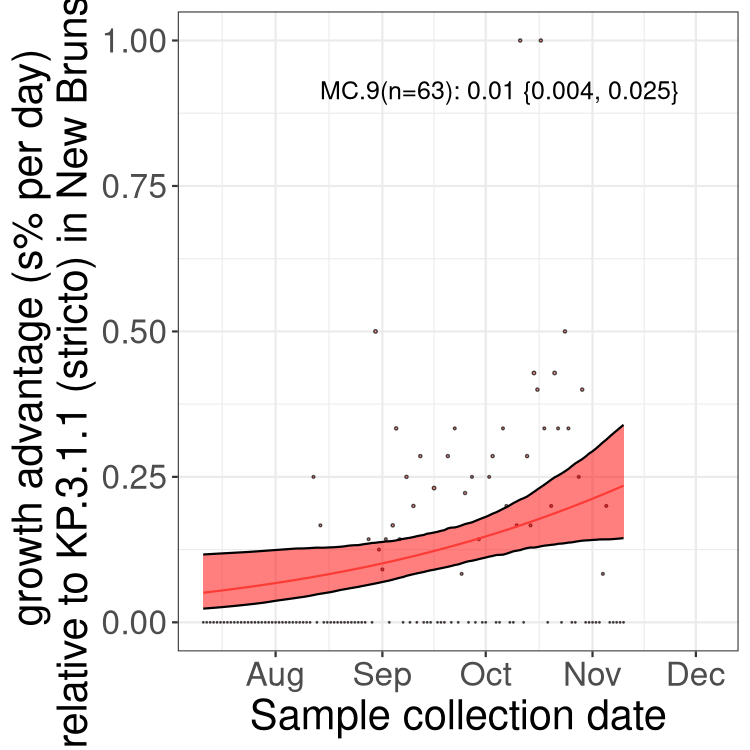 growth advantage (s% per day)
relative to KP.3.1.1 (stricto) in New Bruns
1.00
0.75
0.50
0.25
0.00
MC.9(n=63): 0.01 {0.004, 0.025}
Aug Sep Oct Nov Dec
Sample collection date